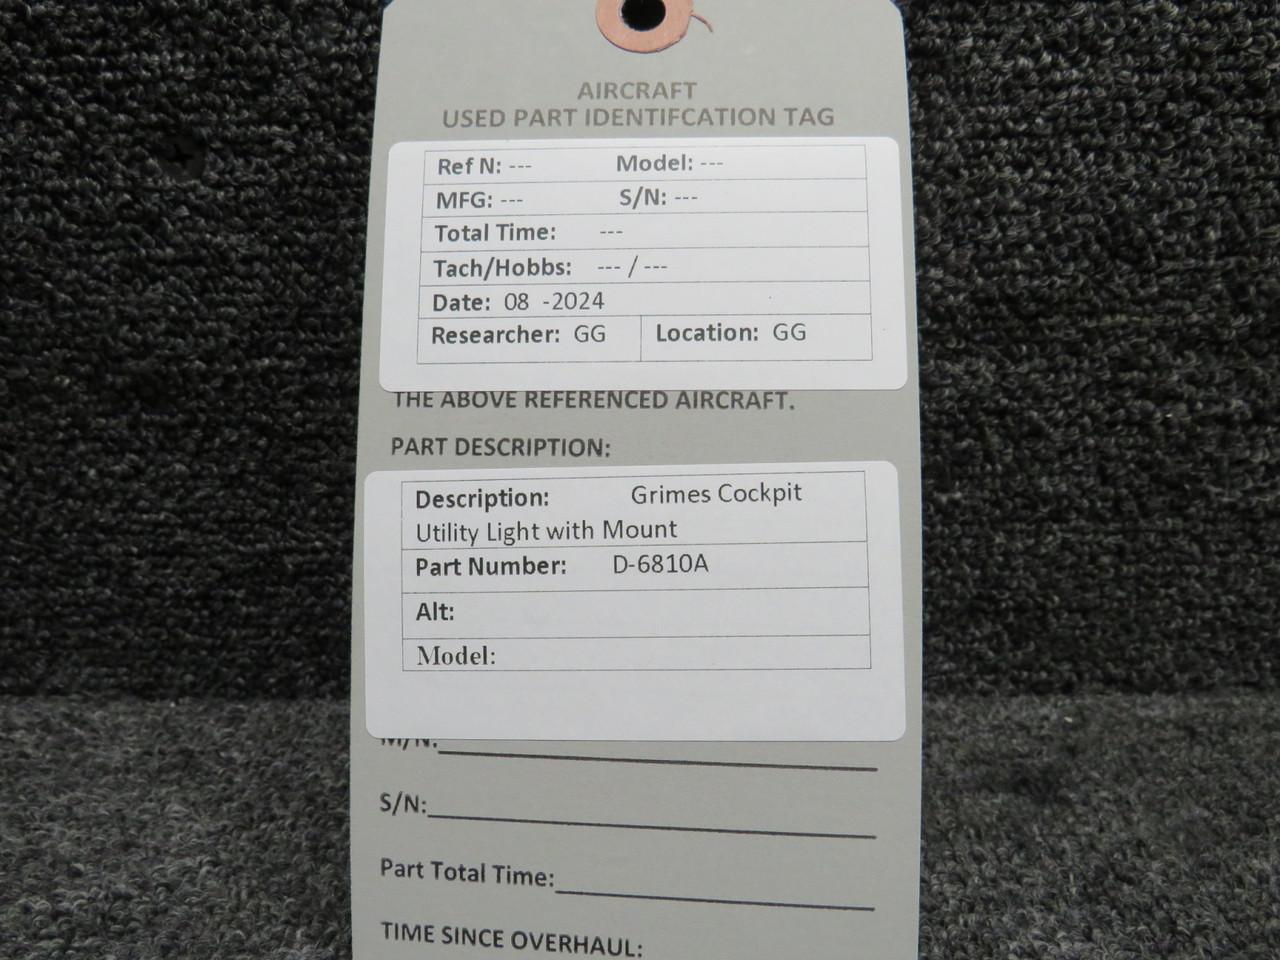 AIRCRAFT
USED PART IDENTIFCATION TAG
Ref N: --- Model: ---
MFG: --- S/N: ---
Total Time: ---
Tach/Hobbs: --- / ---
Date: 08 -2024
Researcher: GG Location: GG
THE ABOVE REFERENCED AIRCRAFT.
PART DESCRIPTION:
Description: Grimes Cockpit
Utility Light with Mount
Part Number: D-6810A
Alt:
Model:
M/N:
S/N:
Part Total Time:
TIME SINCE OVERHAUL: